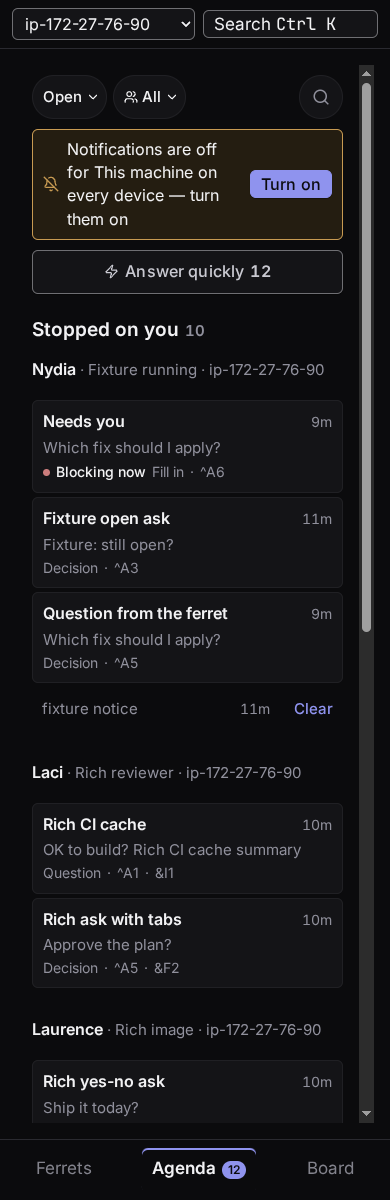 ip-172-27-76-90
Search Ctrl K
Open
All
Notifications are off
for This machine on
every device — turn
them on
Turn on
Answer quickly 12
Stopped on you 10
Nydia · Fixture running · ip-172-27-76-90
Needs you 9m
Which fix should I apply?
Blocking now Fill in · ^A6
Fixture open ask 11m
Fixture: still open?
Decision · ^A3
Question from the ferret 9m
Which fix should I apply?
Decision · ^A5
fixture notice 11m Clear
Laci · Rich reviewer · ip-172-27-76-90
Rich CI cache 10m
OK to build? Rich CI cache summary
Question · ^A1 · &I1
Rich ask with tabs 10m
Approve the plan?
Decision · ^A5 · &F2
Laurence · Rich image · ip-172-27-76-90
Rich yes-no ask 10m
Ship it today?
Ferrets Agenda 12 Board